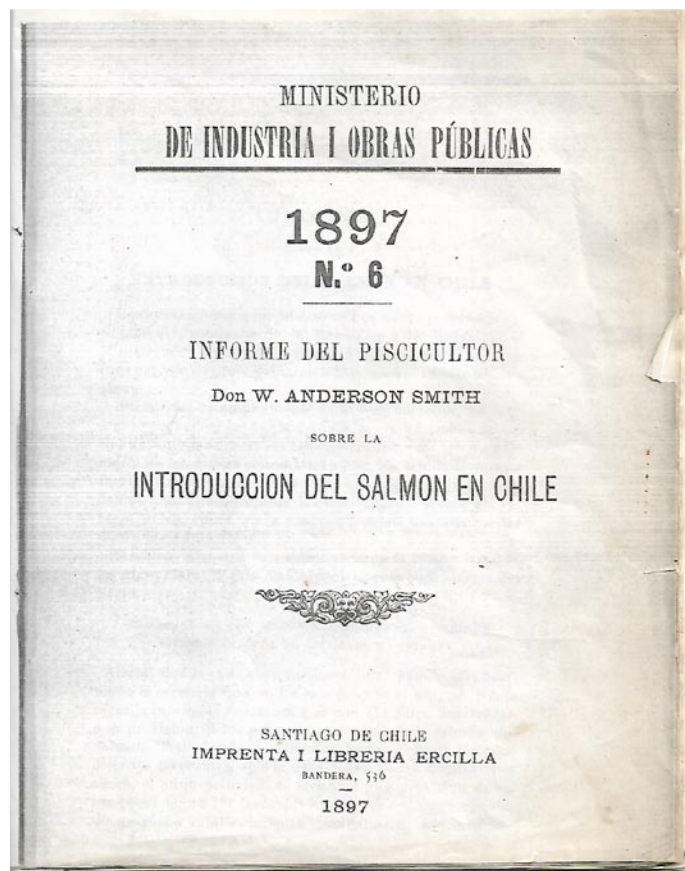 MINISTERIO
DE INDUSTRIA I OBRAS PÚBLICAS
1897
N.º 6
INFORME DEL PISCICULTOR
Don W. ANDERSON SMITH
SOBRE LA
INTRODUCCION DEL SALMON EN CHILE
SANTIAGO DE CHILE
IMPRENTA I LIBRERIA ERCILLA
BANDERA, 536
1897